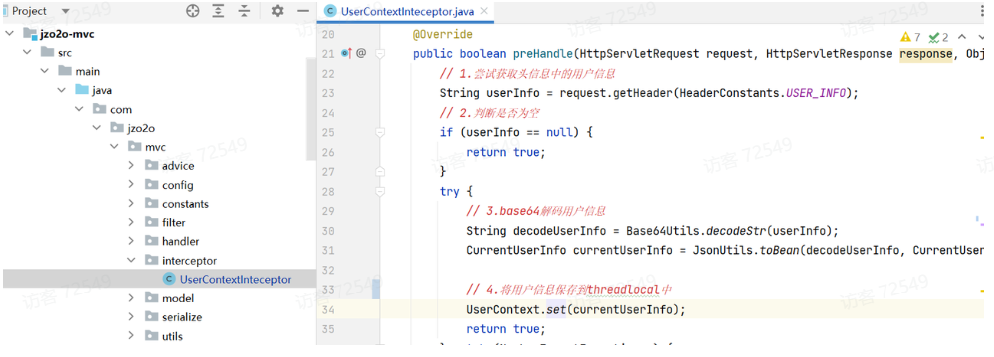 Project
jzo2o-mvc
src
main
java
com
jzo2o
mvc
advice
config
constants
filter
handler
interceptor
UserContextInteceptor
model
serialize
utils
UserContextInteceptor.java
7 2
20 @Override
21 public boolean preHandle(HttpServletRequest request, HttpServletResponse response, Obj
22 // 1.尝试获取头信息中的用户信息
23 String userInfo = request.getHeader(HeaderConstants.USER_INFO);
24 // 2.判断是否为空
25 if (userInfo == null) {
26 return true;
27 }
28 try {
29 // 3.base64解码用户信息
30 String decodeUserInfo = Base64Utils.decodeStr(userInfo);
31 CurrentUserInfo currentUserInfo = JsonUtils.toBean(decodeUserInfo, CurrentUser
32
33 // 4.将用户信息保存到threadlocal中
34 UserContext.set(currentUserInfo);
35 return true;
访客 72549
访客 72549
访客 72549
访客 72549
访客 72549
访客 72549